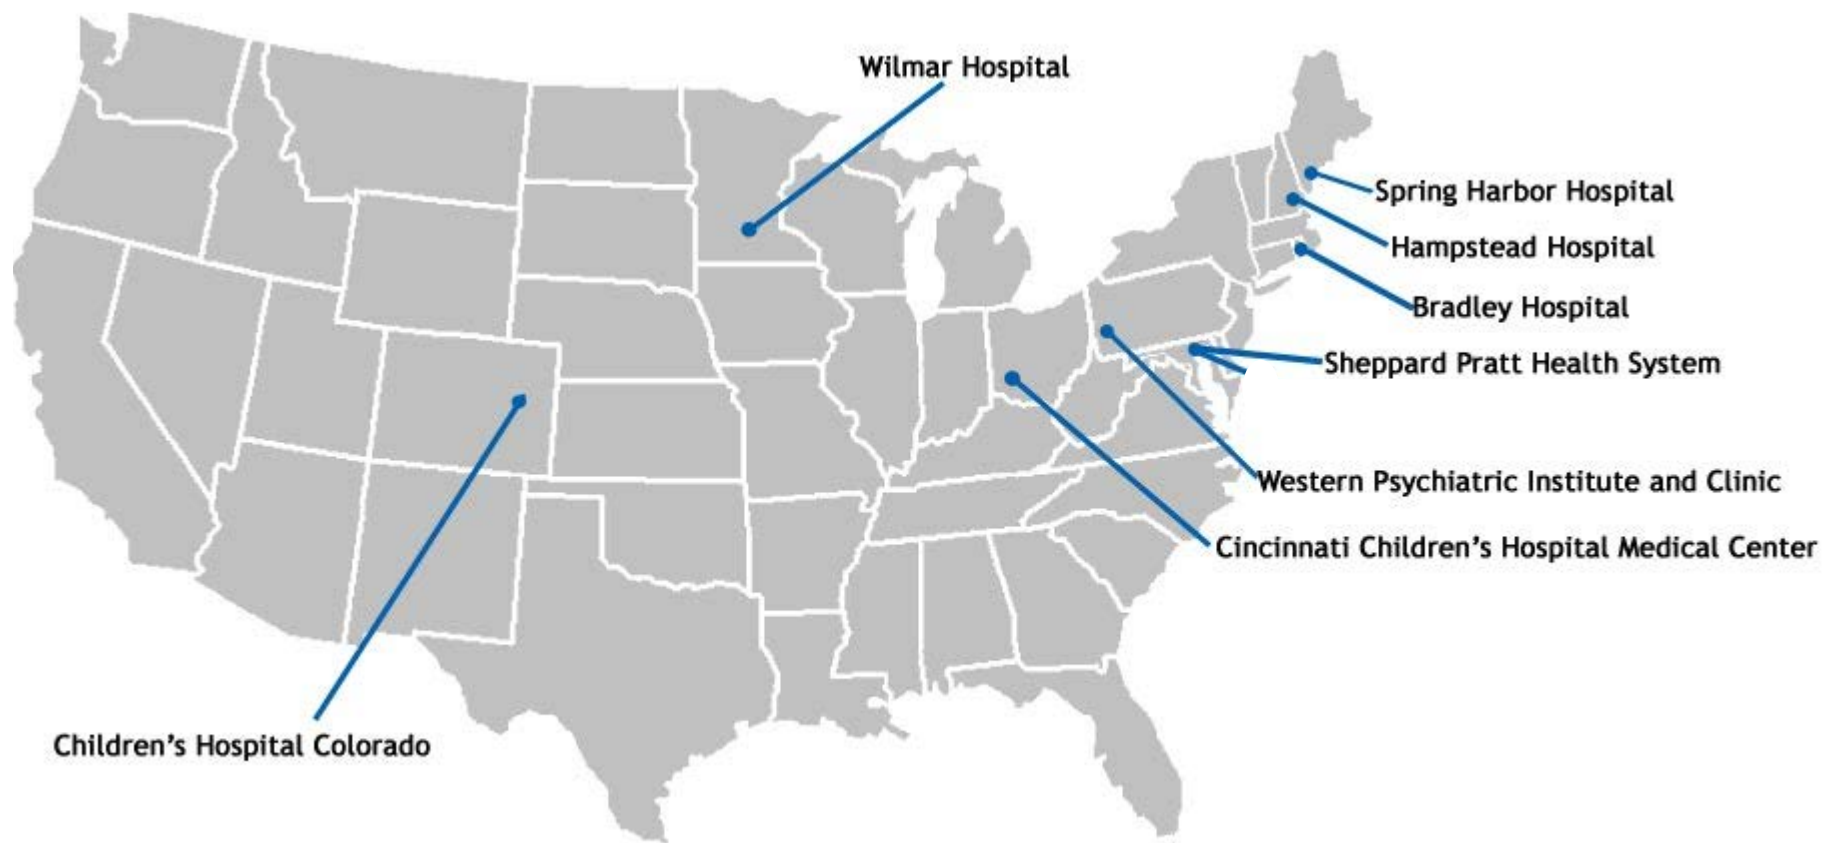 Wilmar Hospital
Spring Harbor Hospital
Hampstead Hospital
Bradley Hospital
Sheppard Pratt Health System
Western Psychiatric Institute and Clinic
Cincinnati Children’s Hospital Medical Center
Children’s Hospital Colorado